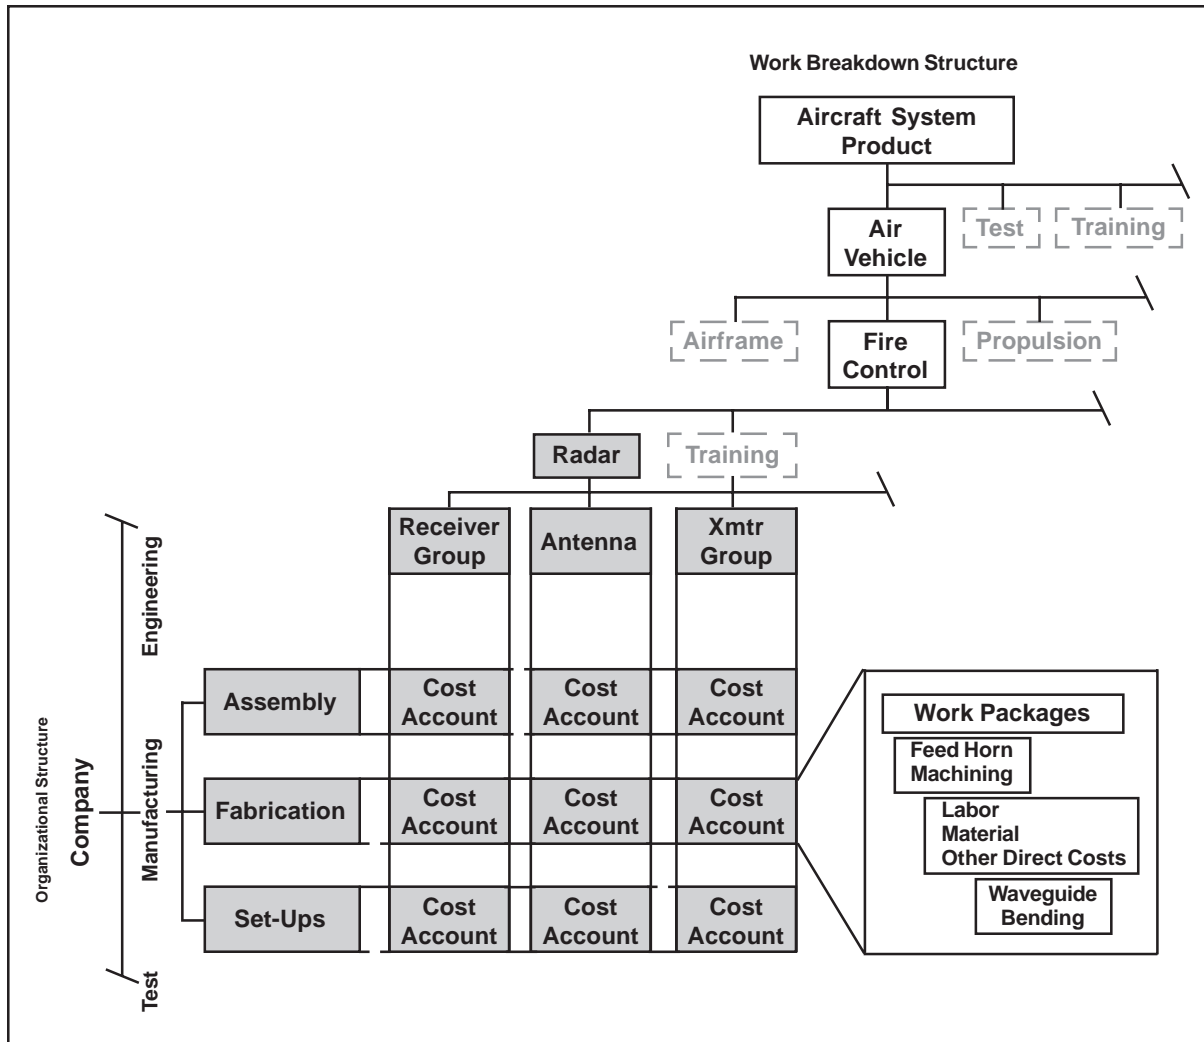 Work Breakdown Structure
Aircraft System
Product
Air
Vehicle
Test
Training
Airframe
Fire
Control
Propulsion
Radar
Training
Receiver
Group
Antenna
Xmtr
Group
Organizational Structure
Company
Engineering
Manufacturing
Test
Assembly
Cost
Account
Cost
Account
Cost
Account
Fabrication
Cost
Account
Cost
Account
Cost
Account
Set-Ups
Cost
Account
Cost
Account
Cost
Account
Work Packages
Feed Horn
Machining
Labor
Material
Other Direct Costs
Waveguide
Bending